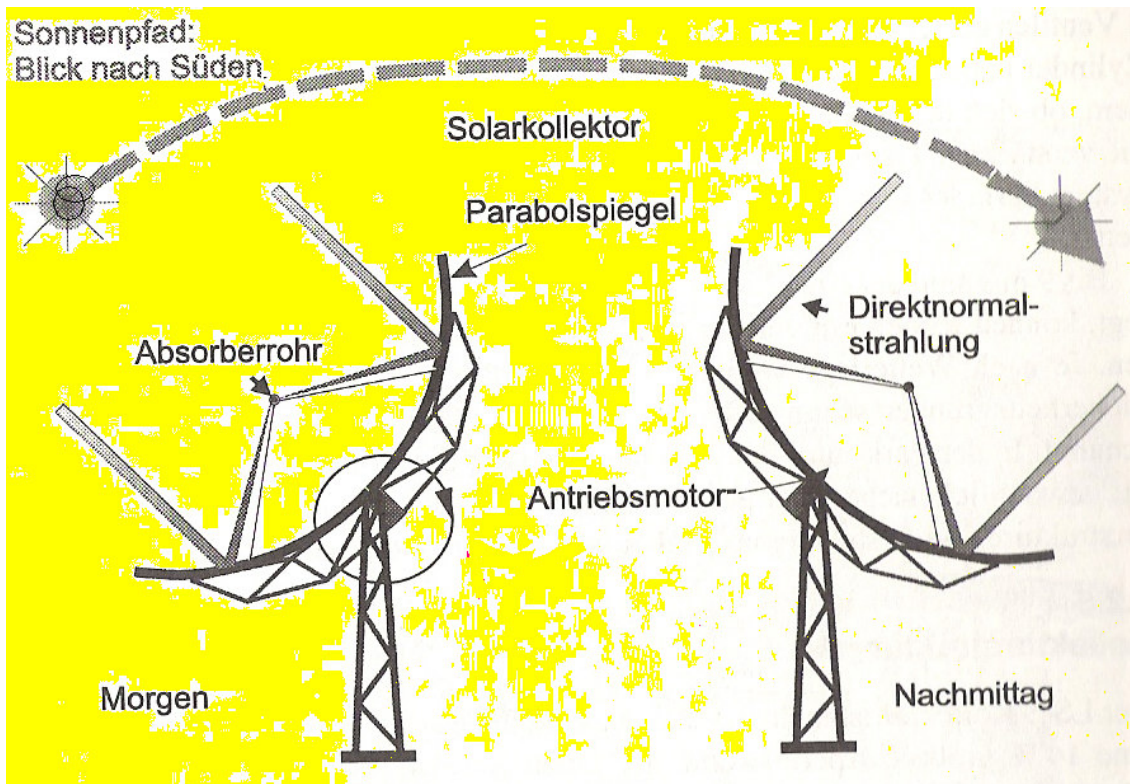 Sonnenpfad:
Blick nach Süden
Solarkollektor
Parabolspiegel
Direktnormal-
strahlung
Absorberrohr
Antriebsmotor
Morgen
Nachmittag